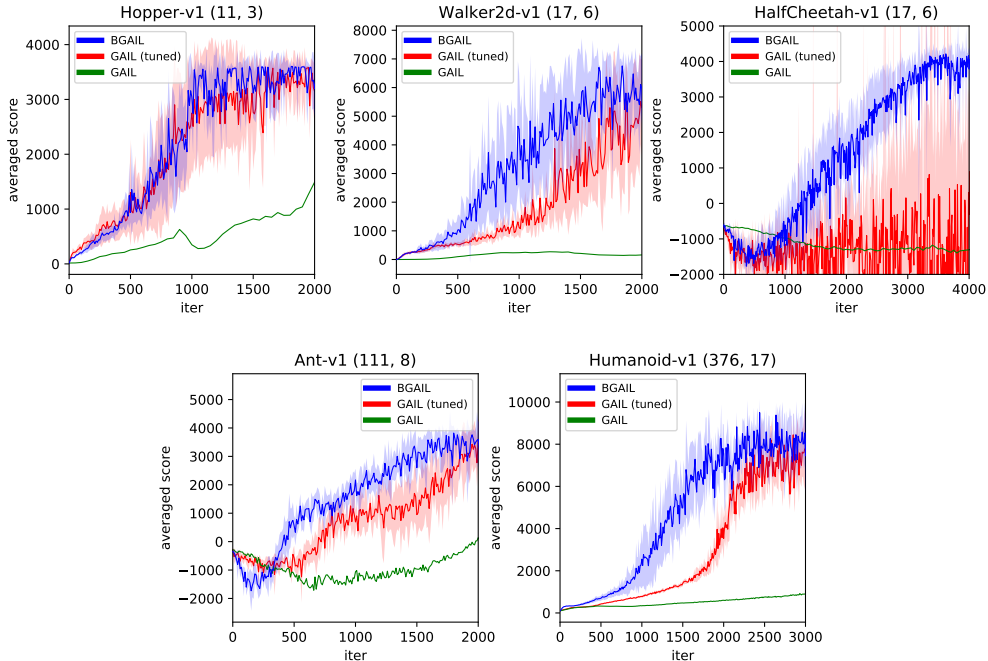 Hopper-v1 (11, 3)
BGAIL
GAIL (tuned)
GAIL
averaged score
4000
3000
2000
1000
0
0 500 1000 1500 2000
iter
Walker2d-v1 (17, 6)
BGAIL
GAIL (tuned)
GAIL
averaged score
8000
7000
6000
5000
4000
3000
2000
1000
0
0 500 1000 1500 2000
iter
HalfCheetah-v1 (17, 6)
BGAIL
GAIL (tuned)
GAIL
averaged score
5000
4000
3000
2000
1000
0
−1000
−2000
0 1000 2000 3000 4000
iter
Ant-v1 (111, 8)
BGAIL
GAIL (tuned)
GAIL
averaged score
5000
4000
3000
2000
1000
0
−1000
−2000
0 500 1000 1500 2000
iter
Humanoid-v1 (376, 17)
BGAIL
GAIL (tuned)
GAIL
averaged score
10000
8000
6000
4000
2000
0
0 500 1000 1500 2000 2500 3000
iter